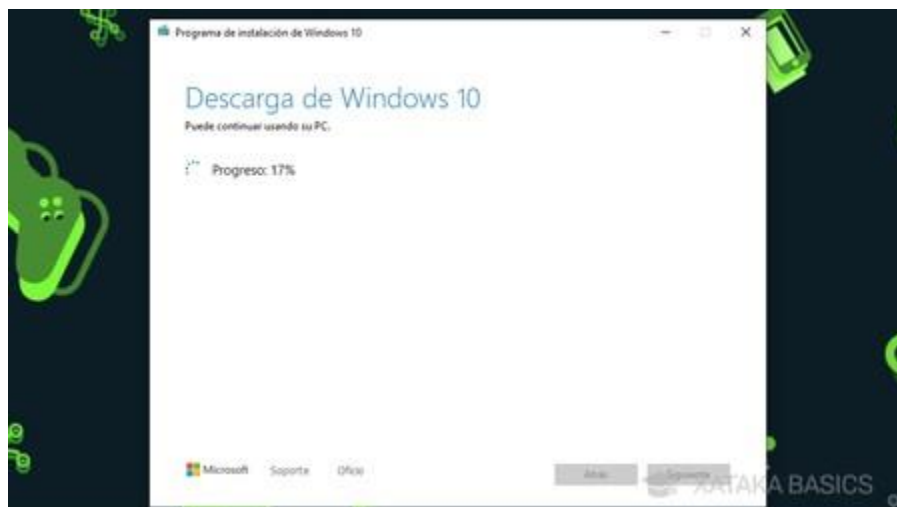 Programa de instalación de Windows 10
Descarga de Windows 10
Puede continuar usando su PC.
Progreso: 17%
Microsoft Soporte Oficio
Atrás Siguiente
XATAKA BASICS